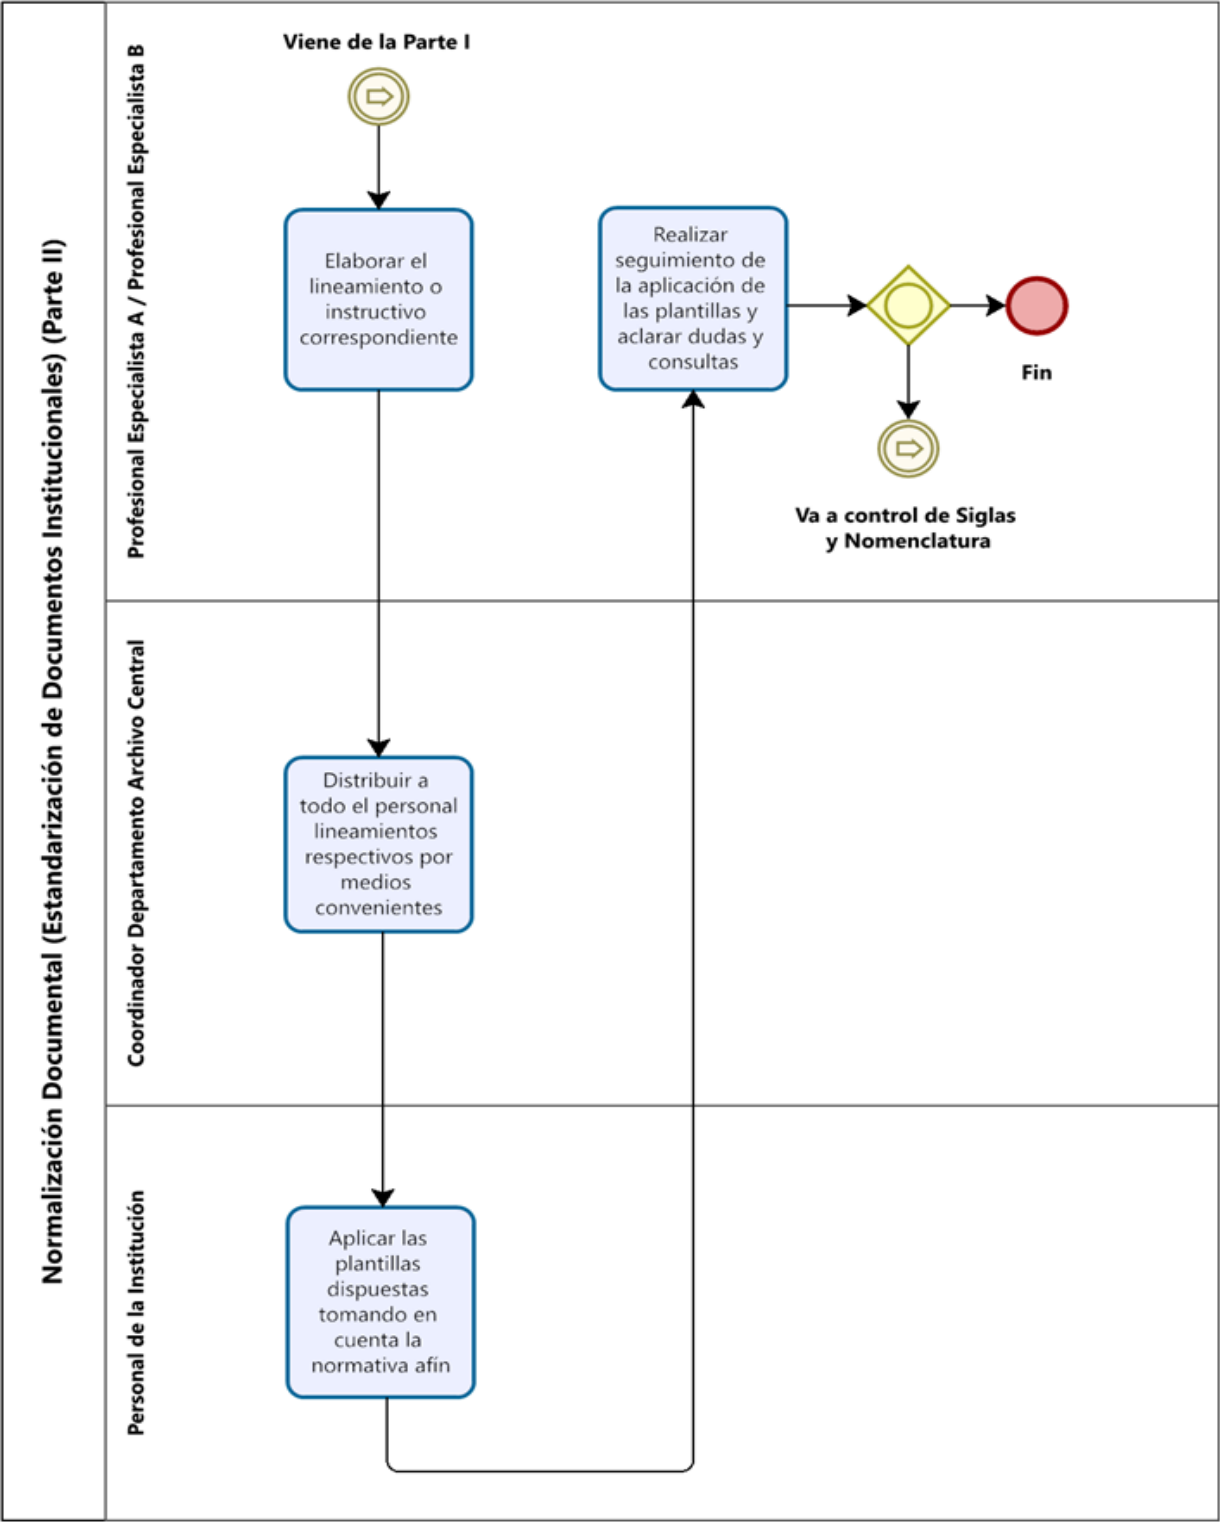 Normalización Documental (Estandarización de Documentos Institucionales) (Parte II)
Profesional Especialista A / Profesional Especialista B
Viene de la Parte I
Elaborar el
lineamiento o
instructivo
correspondiente
Realizar
seguimiento de
la aplicación de
las plantillas y
aclarar dudas y
consultas
Fin
Va a control de Siglas
y Nomenclatura
Coordinador Departamento Archivo Central
Distribuir a
todo el personal
lineamientos
respectivos por
medios
convenientes
Personal de la Institución
Aplicar las
plantillas
dispuestas
tomando en
cuenta la
normativa afín